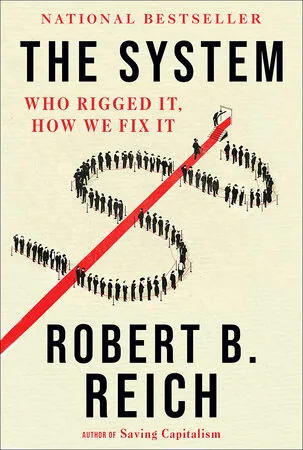 NATIONAL BESTSELLER
THE SYSTEM
WHO RIGGED IT,
HOW WE FIX IT
ROBERT B.
REICH
AUTHOR OF Saving Capitalism